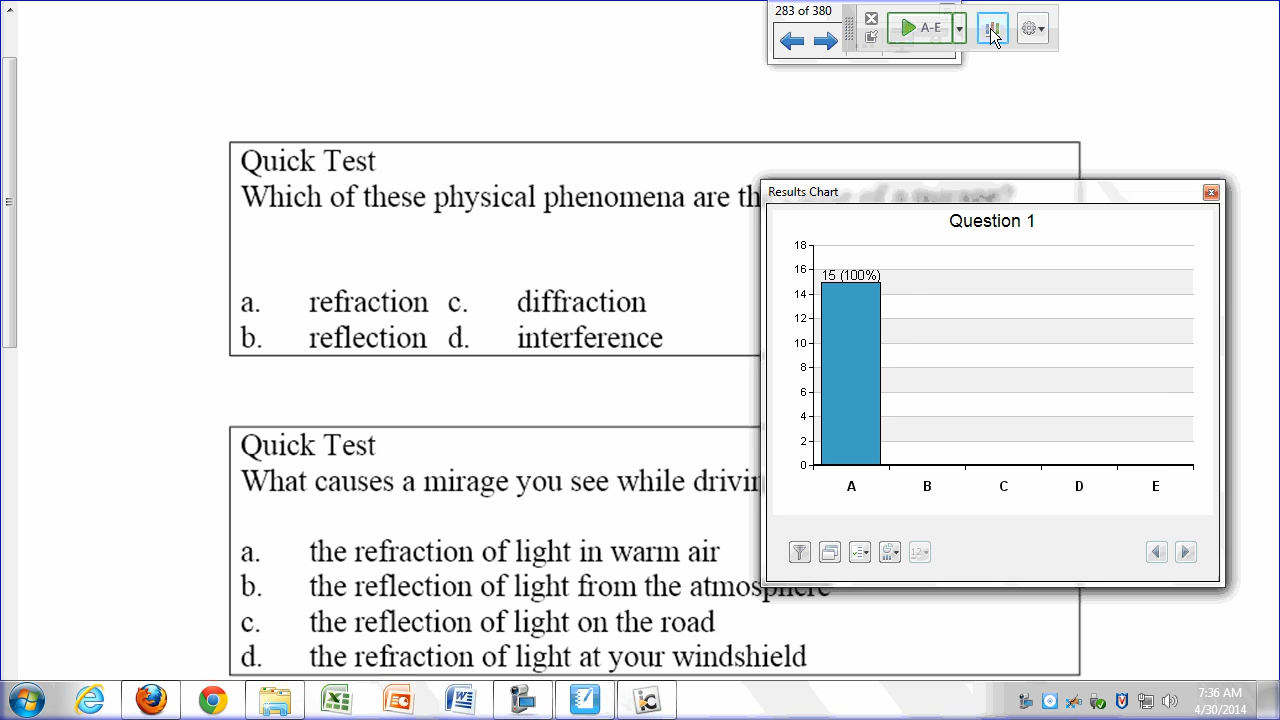 283 of 380
A-E
Quick Test
Which of these physical phenomena are th
a. refraction c. diffraction
b. reflection d. interference
Quick Test
What causes a mirage you see while drivin
a. the refraction of light in warm air
b. the reflection of light from the atmosphere
c. the reflection of light on the road
d. the refraction of light at your windshield
Results Chart
Question 1
18
16
14
12
10
8
6
4
2
0
15 (100%)
A B C D E
7:36 AM
4/30/2014